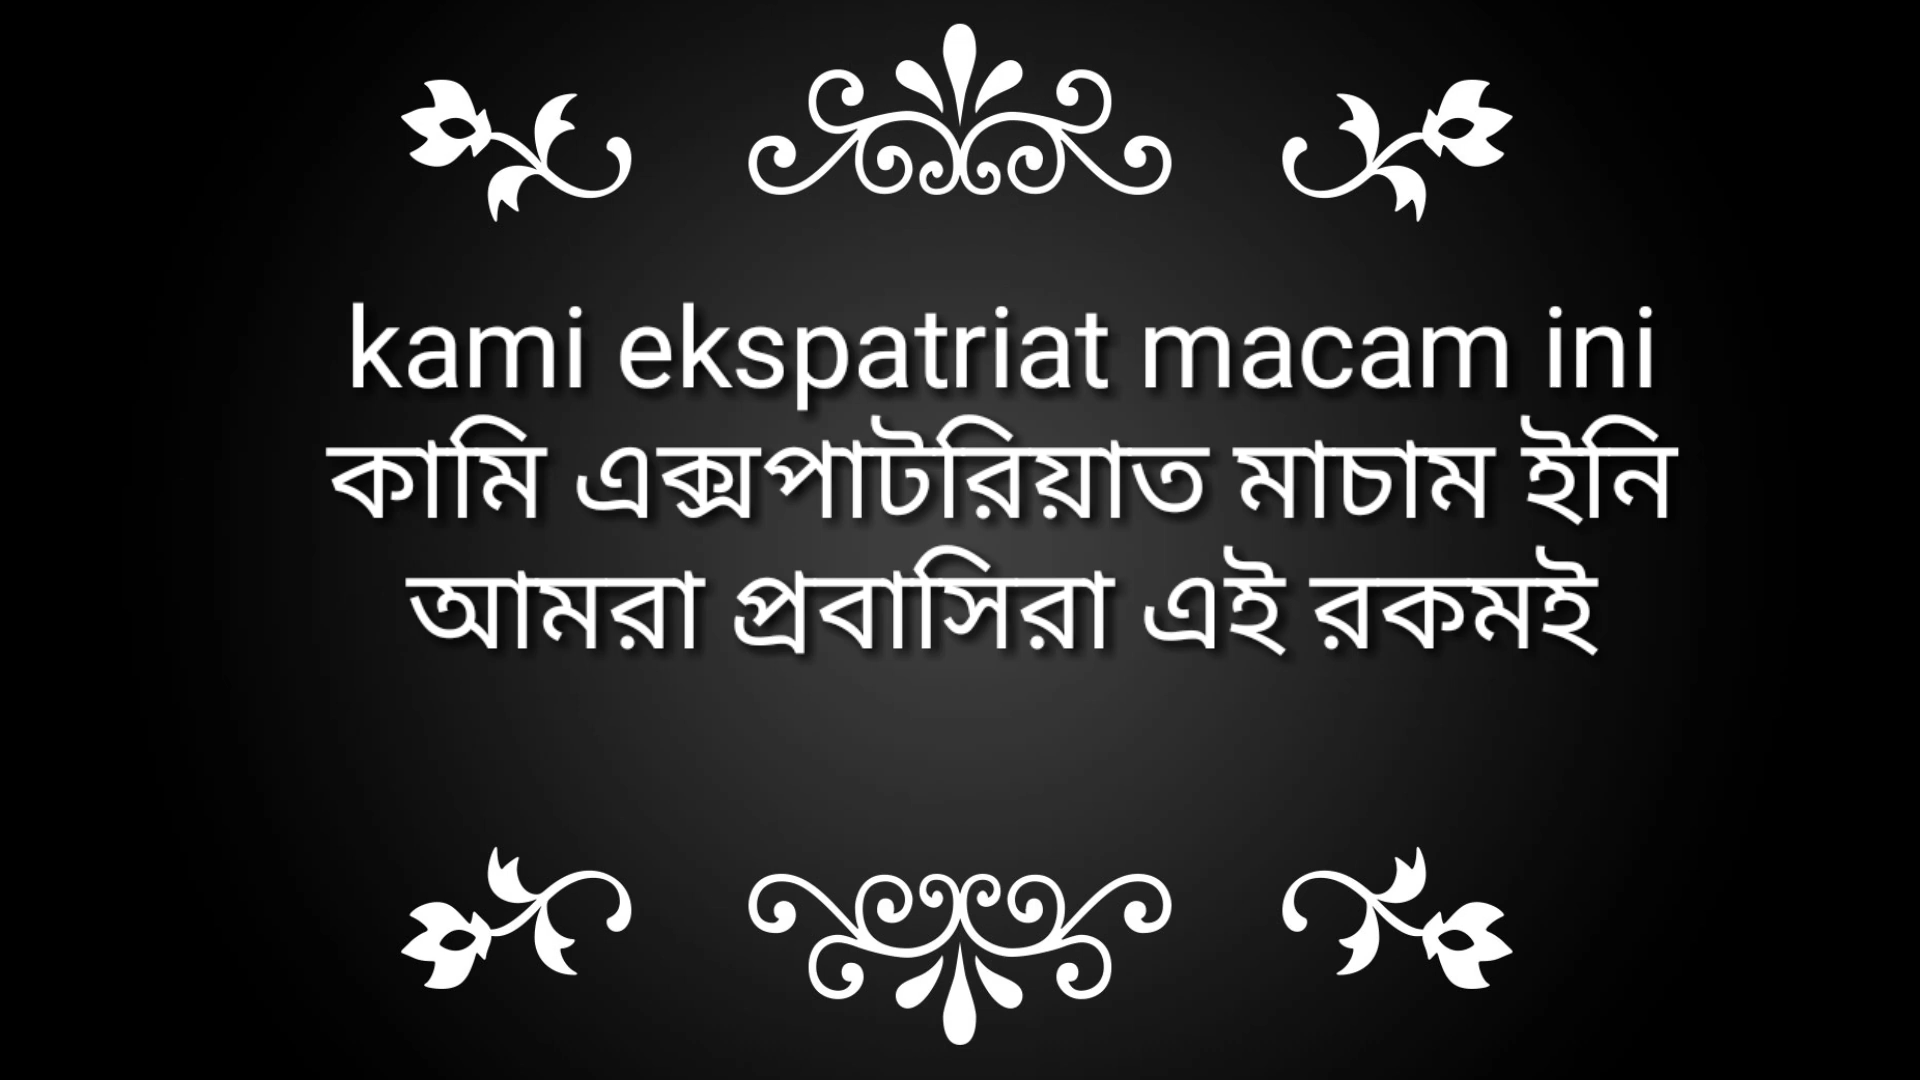 kami ekspatriat macam ini
কামি এক্সপাটরিয়াত মাচাম ইনি
আমরা প্রবাসিরা এই রকমই